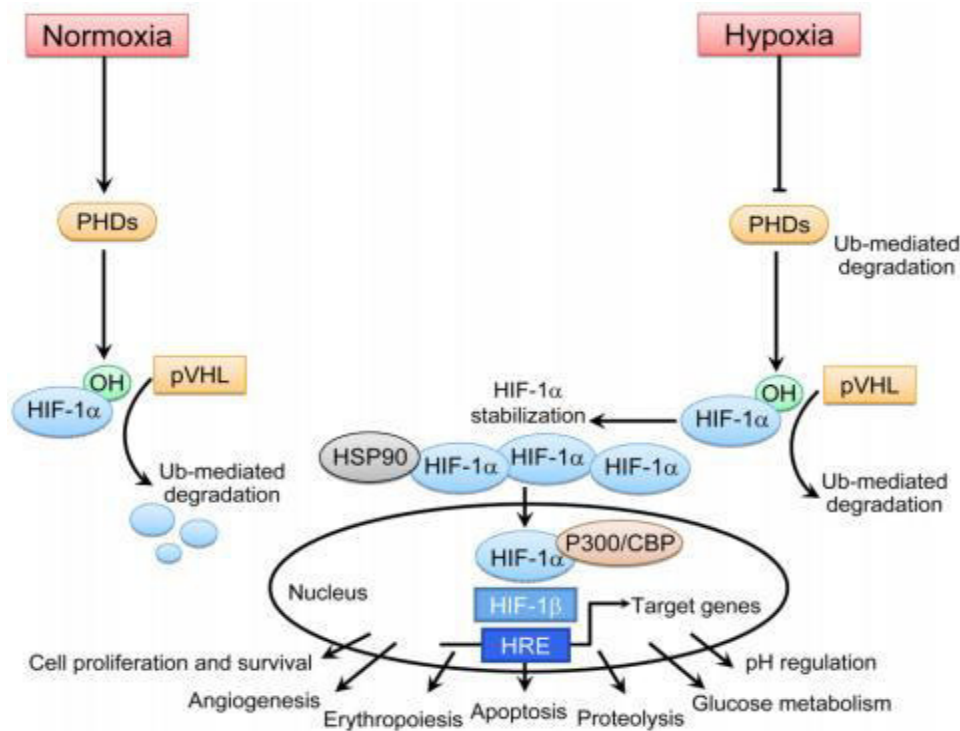 Normoxia
Hypoxia
PHDs
PHDs
Ub-mediated
degradation
OH
HIF-1α
pVHL
Ub-mediated
degradation
HIF-1α
stabilization
OH
HIF-1α
pVHL
Ub-mediated
degradation
HSP90
HIF-1α
HIF-1α
HIF-1α
HIF-1α
P300/CBP
Nucleus
HIF-1β
Target genes
HRE
Cell proliferation and survival
Angiogenesis
Erythropoiesis
Apoptosis
Proteolysis
Glucose metabolism
pH regulation